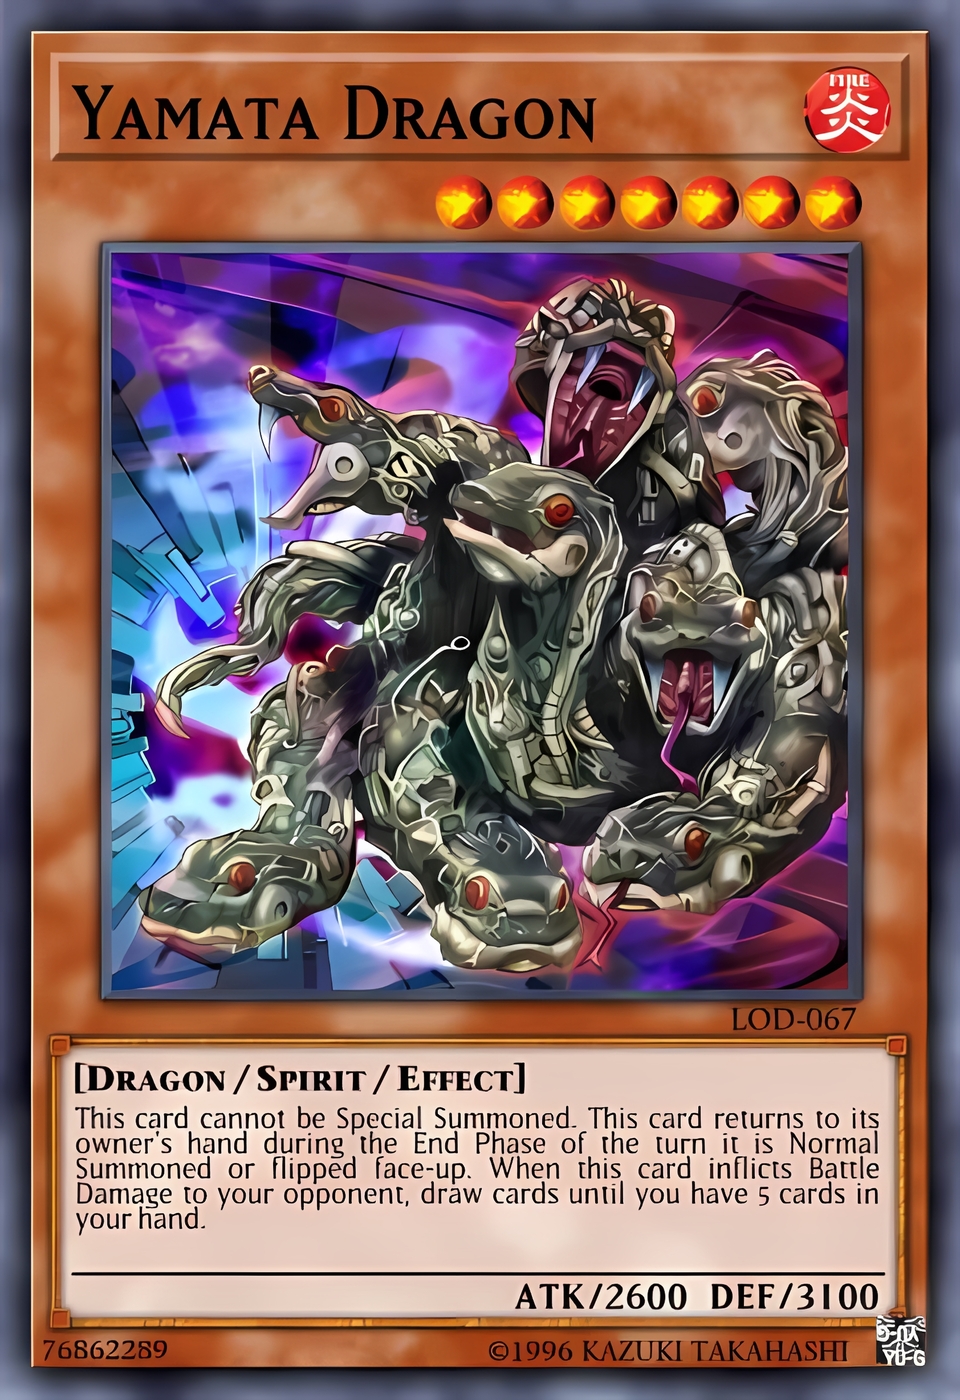 YAMATA DRAGON
炎
LOD-067
[DRAGON / SPIRIT / EFFECT]
This card cannot be Special Summoned. This card returns to its
owner's hand during the End Phase of the turn it is Normal
Summoned or flipped face-up. When this card inflicts Battle
Damage to your opponent, draw cards until you have 5 cards in
your hand.
ATK/2600 DEF/3100
76862289 ©1996 KAZUKI TAKAHASHI